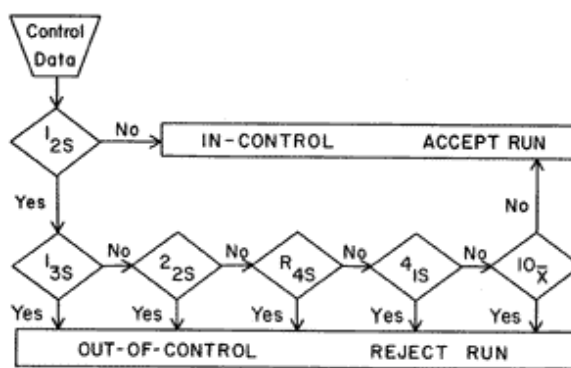 Control
Data
1 2S
No
IN-CONTROL ACCEPT RUN
Yes
No
1 3S
No
2 2S
No
R 4S
No
4 1S
No
10 X̄
Yes
Yes
Yes
Yes
Yes
OUT-OF-CONTROL REJECT RUN